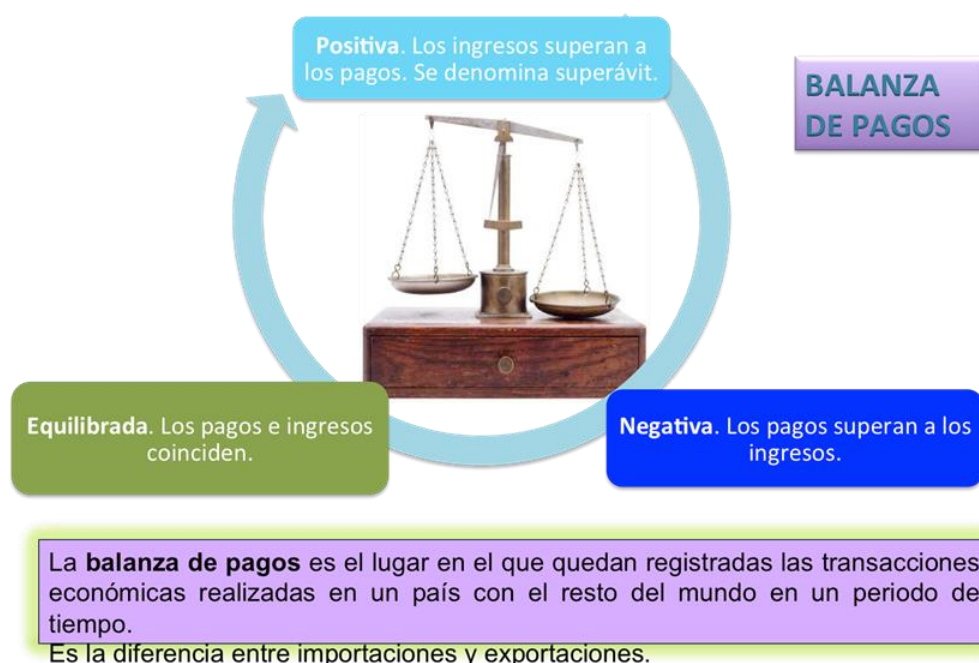 Positiva. Los ingresos superan a
los pagos. Se denomina superávit.
BALANZA
DE PAGOS
Equilibrada. Los pagos e ingresos
coinciden.
Negativa. Los pagos superan a los
ingresos.
La balanza de pagos es el lugar en el que quedan registradas las transacciones
económicas realizadas en un país con el resto del mundo en un periodo de
tiempo.
Es la diferencia entre importaciones y exportaciones.